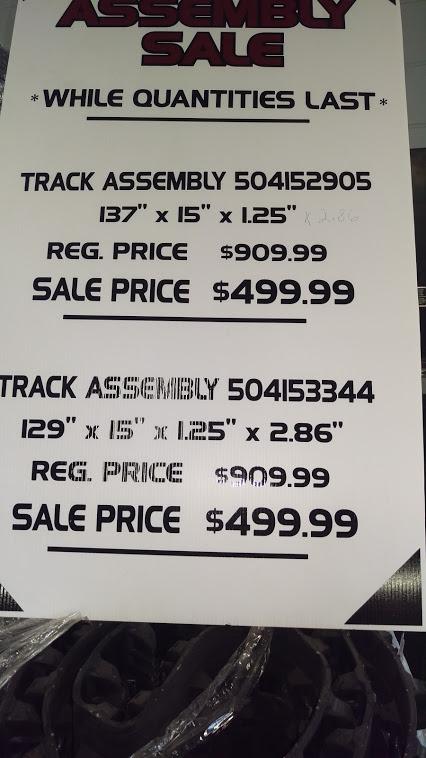 ASSEMBLY
SALE
*WHILE QUANTITIES LAST*
TRACK ASSEMBLY 504152905
137" x 15" x 1.25" x 2.86
REG. PRICE $909.99
SALE PRICE $499.99
TRACK ASSEMBLY 504153344
129" x 15" x 1.25" x 2.86"
REG. PRICE $909.99
SALE PRICE $499.99